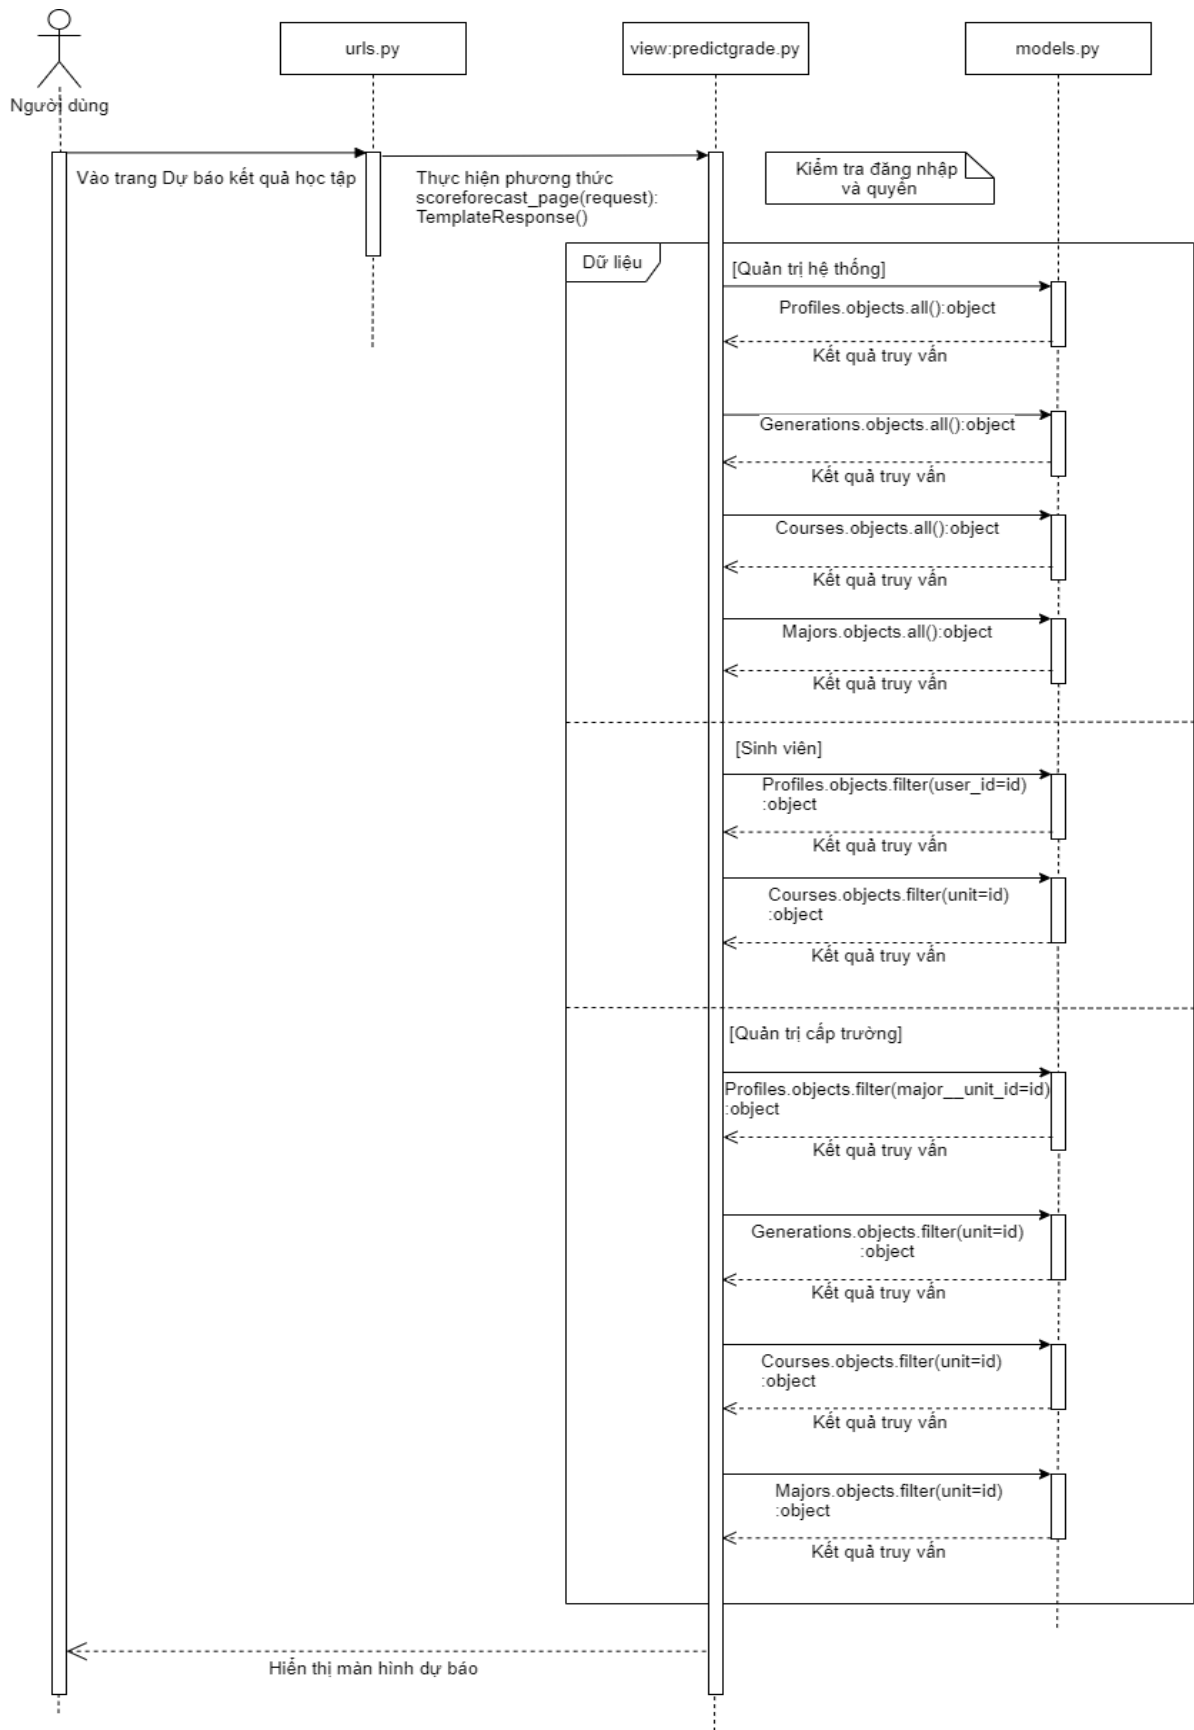 urls.py
view:predictgrade.py
models.py
Người dùng
Vào trang Dự báo kết quả học tập
Thực hiện phương thức
scoreforecast_page(request):
TemplateResponse()
Kiểm tra đăng nhập
và quyền
Dữ liệu
[Quản trị hệ thống]
Profiles.objects.all():object
Kết quả truy vấn
Generations.objects.all():object
Kết quả truy vấn
Courses.objects.all():object
Kết quả truy vấn
Majors.objects.all():object
Kết quả truy vấn
[Sinh viên]
Profiles.objects.filter(user_id=id)
:object
Kết quả truy vấn
Courses.objects.filter(unit=id)
:object
Kết quả truy vấn
[Quản trị cấp trường]
Profiles.objects.filter(major__unit_id=id)
:object
Kết quả truy vấn
Generations.objects.filter(unit=id)
:object
Kết quả truy vấn
Courses.objects.filter(unit=id)
:object
Kết quả truy vấn
Majors.objects.filter(unit=id)
:object
Kết quả truy vấn
Hiển thị màn hình dự báo